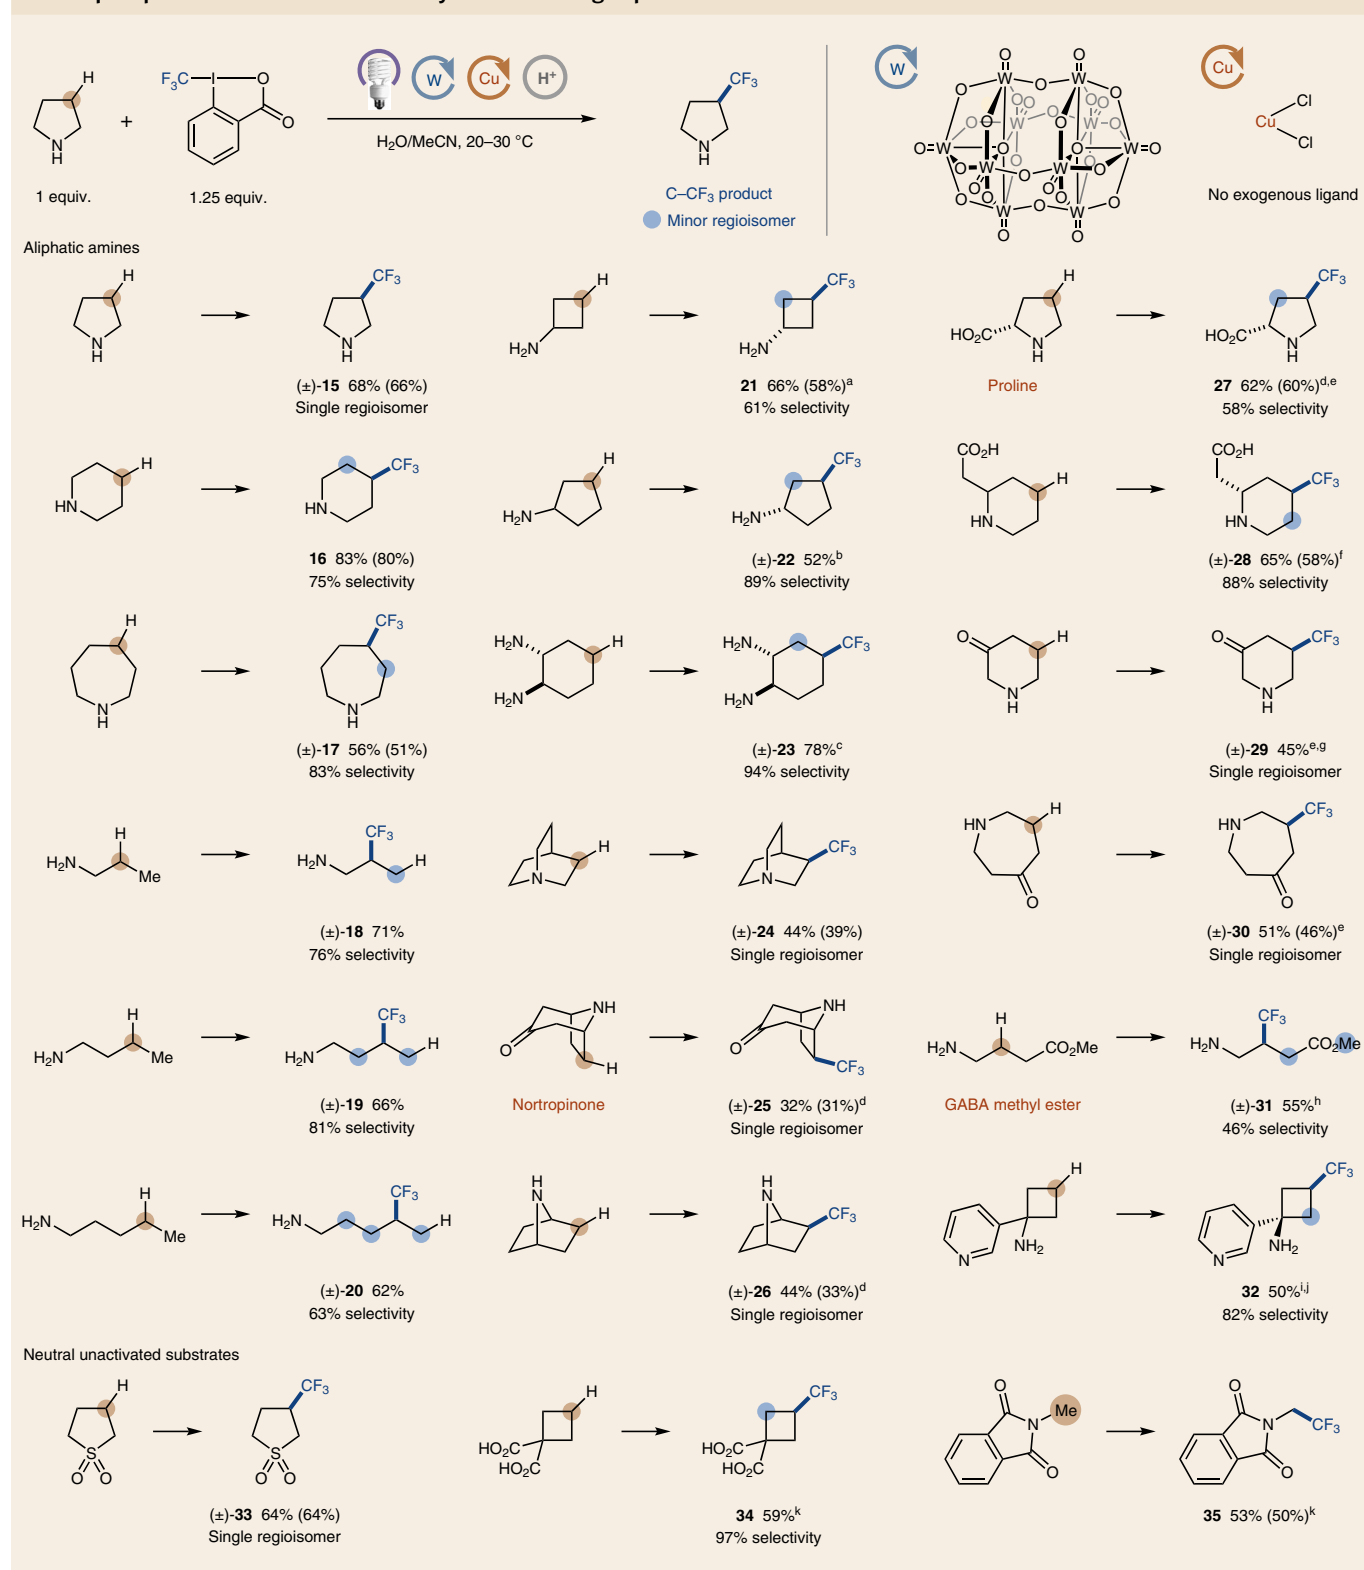 F₃C I O O
H N H
+
W Cu H⁺
H₂O/MeCN, 20–30 °C
CF₃ N H
1 equiv.
1.25 equiv.
C–CF₃ product
Minor regioisomer
W
Cu
Cu Cl Cl
No exogenous ligand
Aliphatic amines
(±)-15 68% (66%)
Single regioisomer
21 66% (58%)ᵃ
61% selectivity
Proline
27 62% (60%)ᵈ,ᵉ
58% selectivity
16 83% (80%)
75% selectivity
(±)-22 52%ᵇ
89% selectivity
(±)-28 65% (58%)ᶠ
88% selectivity
(±)-17 56% (51%)
83% selectivity
(±)-23 78%ᶜ
94% selectivity
(±)-29 45%ᵉ,ᵍ
Single regioisomer
(±)-18 71%
76% selectivity
(±)-24 44% (39%)
Single regioisomer
(±)-30 51% (46%)ᵉ
Single regioisomer
(±)-19 66%
81% selectivity
Nortropinone
(±)-25 32% (31%)ᵈ
Single regioisomer
GABA methyl ester
(±)-31 55%ʰ
46% selectivity
(±)-20 62%
63% selectivity
(±)-26 44% (33%)ᵈ
Single regioisomer
32 50%ⁱ,ʲ
82% selectivity
Neutral unactivated substrates
(±)-33 64% (64%)
Single regioisomer
34 59%ᵏ
97% selectivity
35 53% (50%)ᵏ